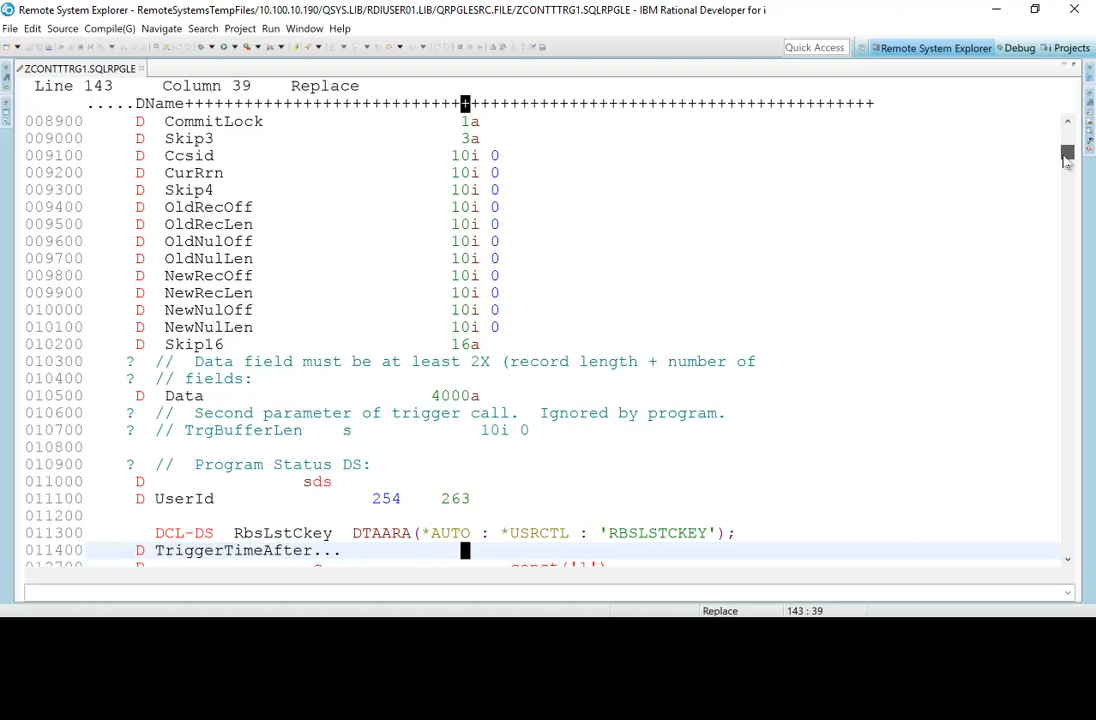 Remote System Explorer - RemoteSystemsTempFiles/10.100.10.190/QSYS.LIB/RDIUSER01.LIB/QRPGLESRC.FILE/ZCONTTTRG1.SQLRPGLE - IBM Rational Developer for i
File Edit Source Compile(G) Navigate Search Project Run Window Help
Quick Access Remote System Explorer Debug i Projects
ZCONTTTRG1.SQLRPGLE
Line 143 Column 39 Replace
.....DName++++++++++++++++++++++++++++++++++++++++++++++++++++++++++++++++++++++
008900 D CommitLock 1a
009000 D Skip3 3a
009100 D Ccsid 10i 0
009200 D CurRrn 10i 0
009300 D Skip4 10i 0
009400 D OldRecOff 10i 0
009500 D OldRecLen 10i 0
009600 D OldNulOff 10i 0
009700 D OldNulLen 10i 0
009800 D NewRecOff 10i 0
009900 D NewRecLen 10i 0
010000 D NewNulOff 10i 0
010100 D NewNulLen 10i 0
010200 D Skip16 16a
010300 ? // Data field must be at least 2X (record length + number of
010400 ? // fields:
010500 D Data 4000a
010600 ? // Second parameter of trigger call. Ignored by program.
010700 ? // TrgBufferLen s 10i 0
010800
010900 ? // Program Status DS:
011000 D sds
011100 D UserId 254 263
011200
011300 DCL-DS RbsLstCkey DTAARA(*AUTO : *USRCTL : 'RBSLSTCKEY');
011400 D TriggerTimeAfter...
012700 D c const('1')
Replace 143 : 39